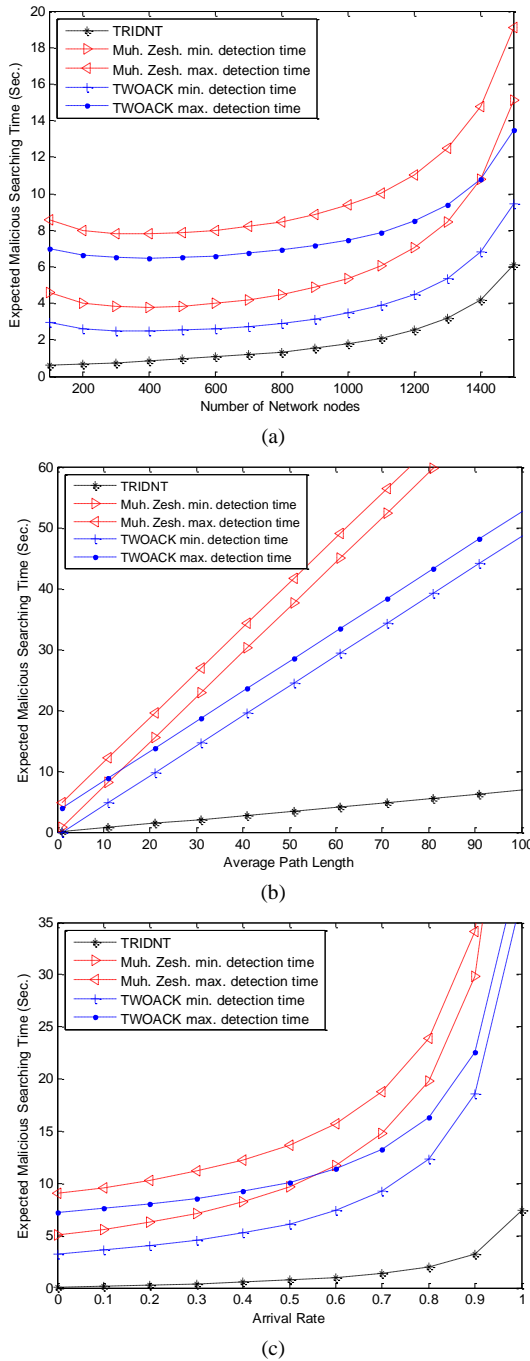 20
18
16
14
12
10
8
6
4
2
0
Expected Malicious Searching Time (Sec.)
TRIDNT
Muh. Zesh. min. detection time
Muh. Zesh. max. detection time
TWOACK min. detection time
TWOACK max. detection time
200 400 600 800 1000 1200 1400
Number of Network nodes
(a)
60
50
40
30
20
10
0
Expected Malicious Searching Time (Sec.)
TRIDNT
Muh. Zesh. min. detection time
Muh. Zesh. max. detection time
TWOACK min. detection time
TWOACK max. detection time
0 10 20 30 40 50 60 70 80 90 100
Average Path Length
(b)
35
30
25
20
15
10
5
0
Expected Malicious Searching Time (Sec.)
TRIDNT
Muh. Zesh. min. detection time
Muh. Zesh. max. detection time
TWOACK min. detection time
TWOACK max. detection time
0 0.1 0.2 0.3 0.4 0.5 0.6 0.7 0.8 0.9 1
Arrival Rate
(c)